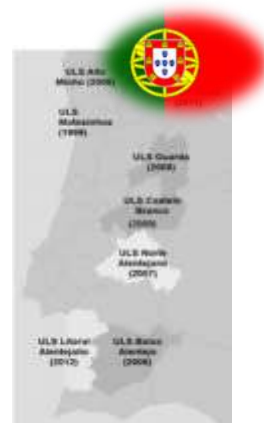 ULS Alto
Minho (2008)
ULS
Matosinhos
(1999)
ULS Guarda
(2008)
ULS Castelo
Branco
ULS Norte
Alentejano
(2007)
ULS Litoral
Alentejano
(2012)
ULS Baixo
Alentejo
(2008)